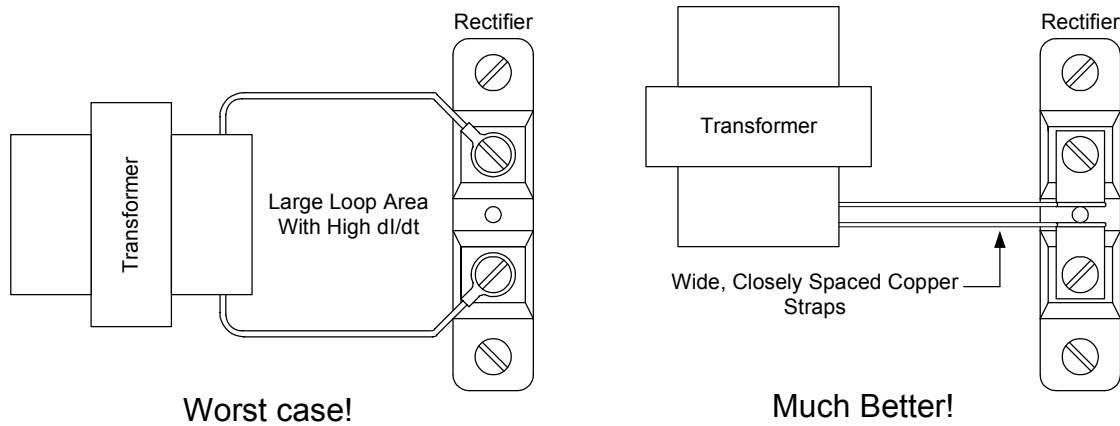 Rectifier
Transformer
Large Loop Area
With High dI/dt
Worst case!
Rectifier
Transformer
Wide, Closely Spaced Copper
Straps
Much Better!